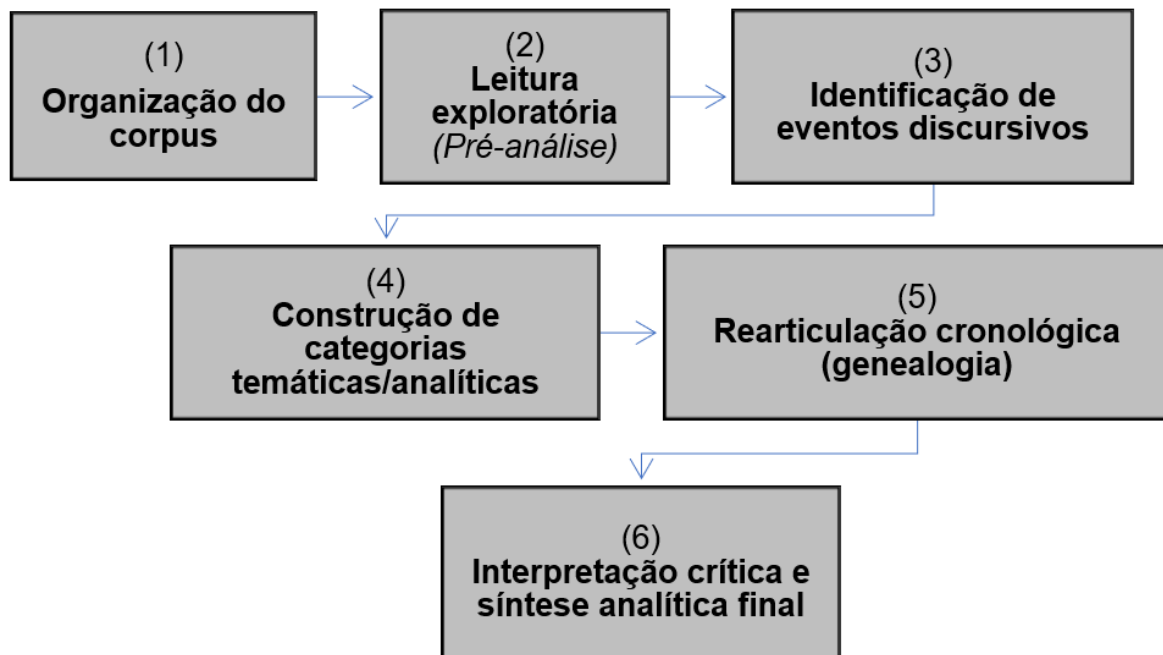 (1)
Organização do
corpus
(2)
Leitura
exploratória
(Pré-análise)
(3)
Identificação de
eventos discursivos
(4)
Construção de
categorias
temáticas/analíticas
(5)
Rearticulação cronológica
(genealogia)
(6)
Interpretação crítica e
síntese analítica final